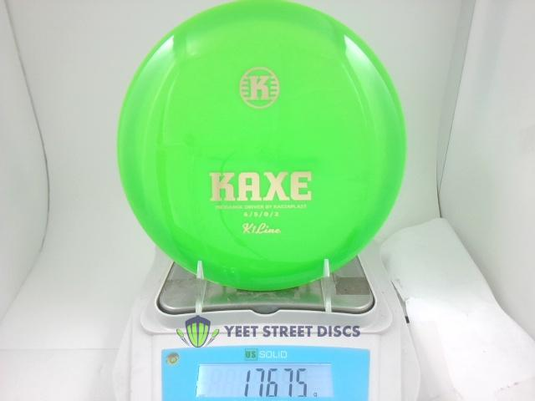 K
KAXE
K1 Line
YEET STREET DISCS
U.S. SOLID
176.75 g